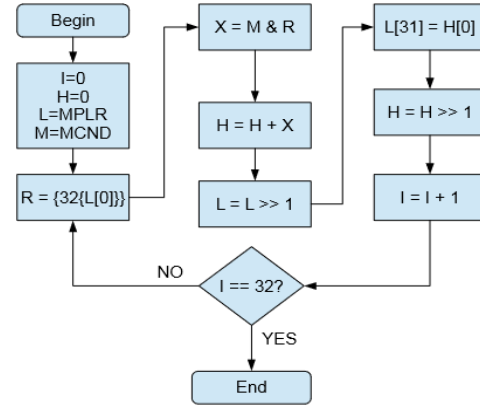 Begin
I=0
H=0
L=MPLR
M=MCND
R = {32{L[0]}}
X = M & R
H = H + X
L = L >> 1
L[31] = H[0]
H = H >> 1
I = I + 1
I == 32?
NO
YES
End